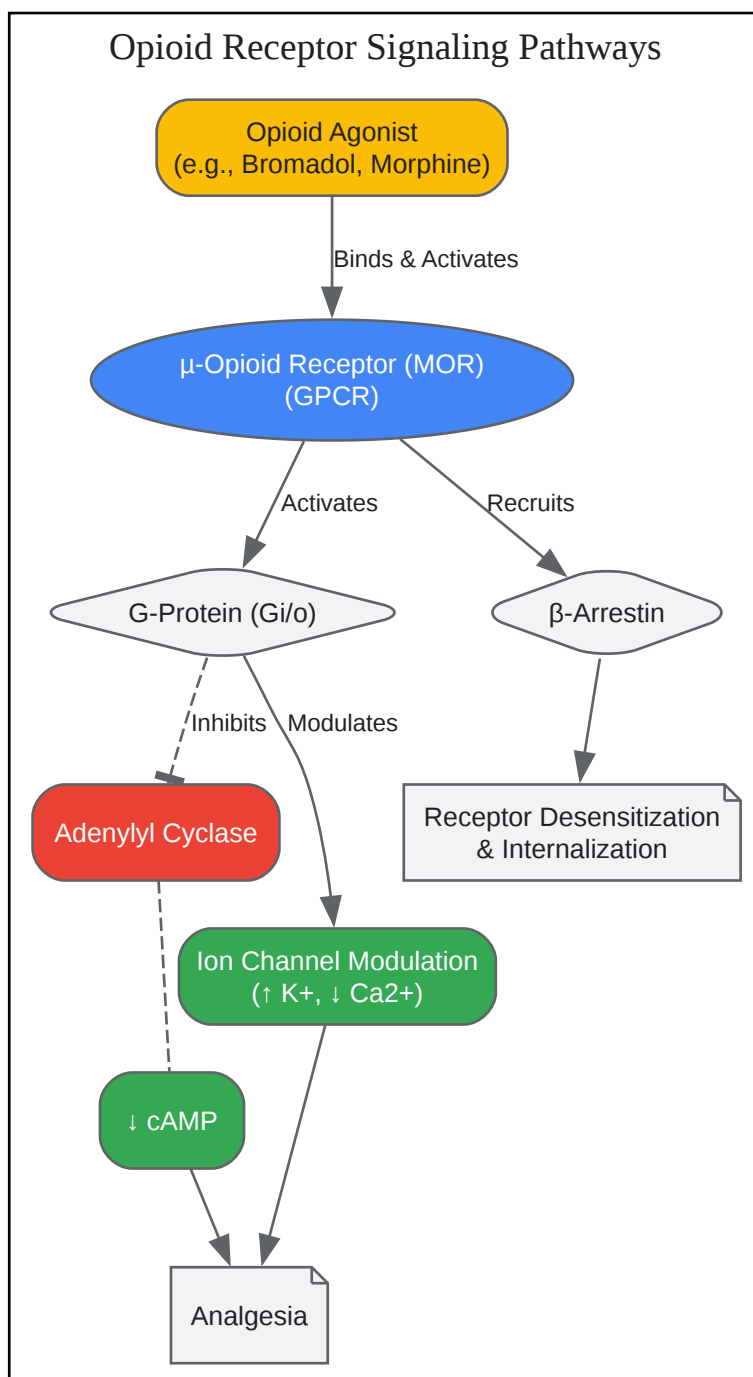 Opioid Receptor Signaling Pathways
Opioid Agonist
(e.g., Bromadol, Morphine)
Binds & Activates
µ-Opioid Receptor (MOR)
(GPCR)
Activates
Recruits
G-Protein (Gi/o)
β-Arrestin
Inhibits
Modulates
Adenylyl Cyclase
Receptor Desensitization
& Internalization
Ion Channel Modulation
(↑ K+, ↓ Ca2+)
↓ cAMP
Analgesia